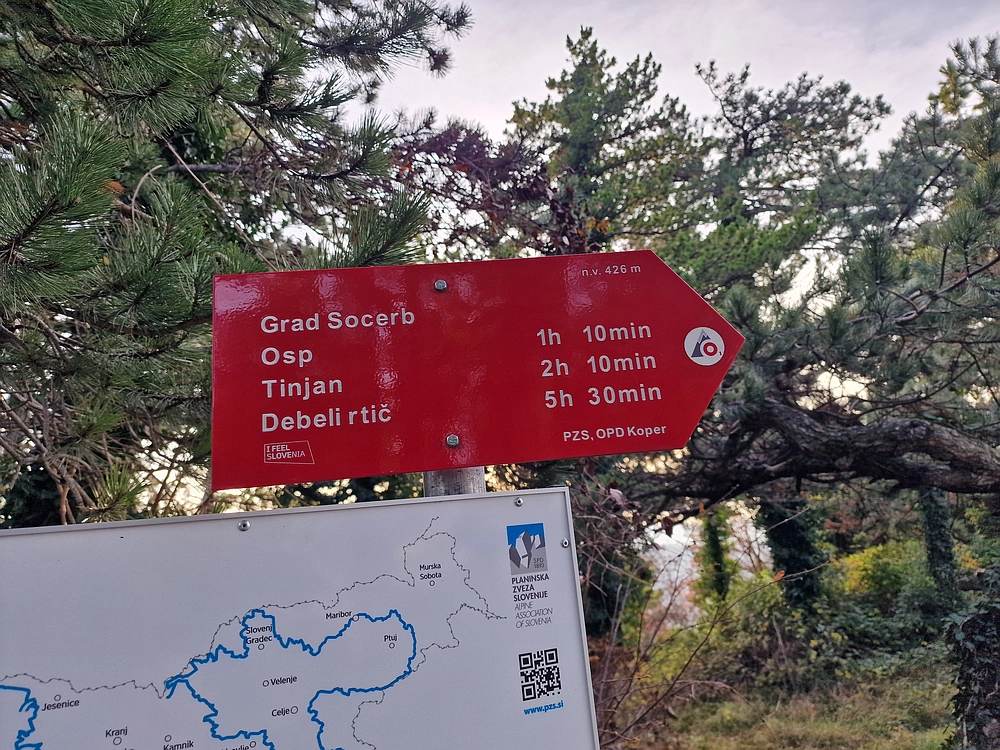 n.v. 426 m
Grad Socerb
Osp 1h 10min
Tinjan 2h 10min
Debeli rtič 5h 30min
I FEEL
SLOVENIA
PZS, OPD Koper
SPD
1893
PLANINSKA
ZVEZA
SLOVENIJE
ALPINE
ASSOCIATION
OF SLOVENIA
www.pzs.si
Murska
Sobota
Maribor
Slovenj
Gradec
Ptuj
Velenje
Celje
Jesenice
Kranj
Kamnik